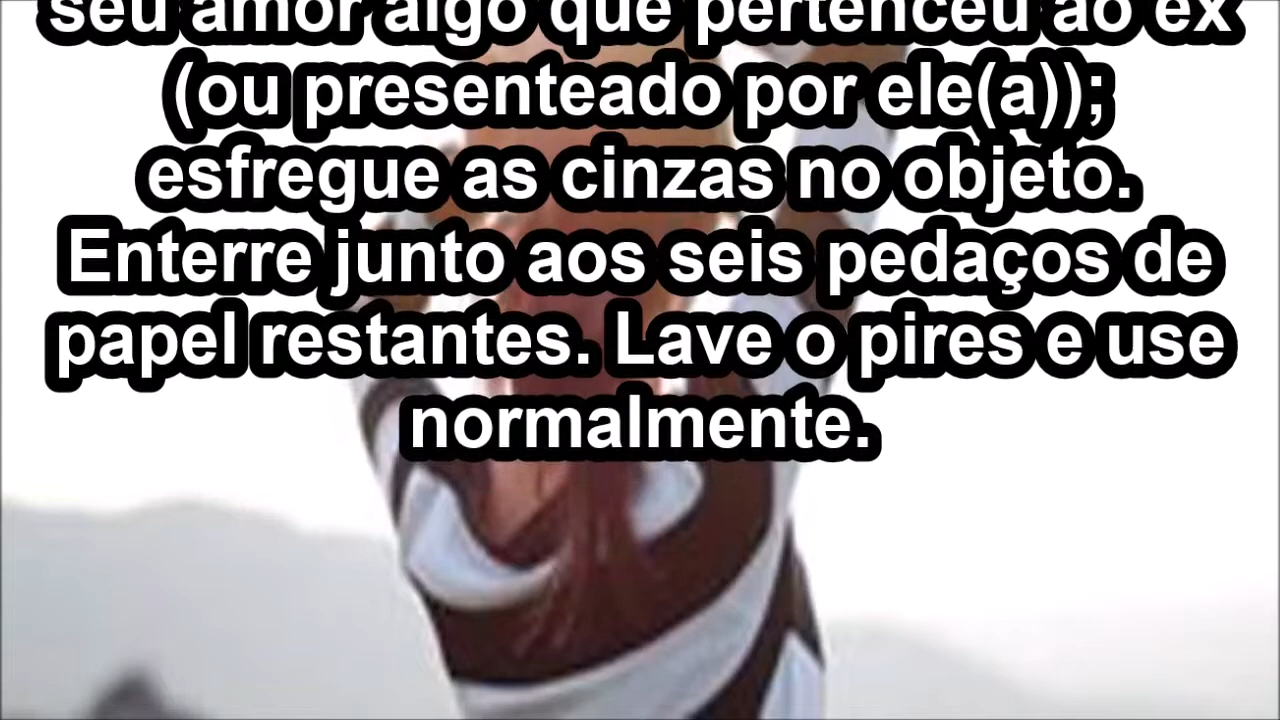 seu amor algo que pertenceu ao ex
(ou presenteado por ele(a));
esfregue as cinzas no objeto.
Enterre junto aos seis pedaços de
papel restantes. Lave o pires e use
normalmente.